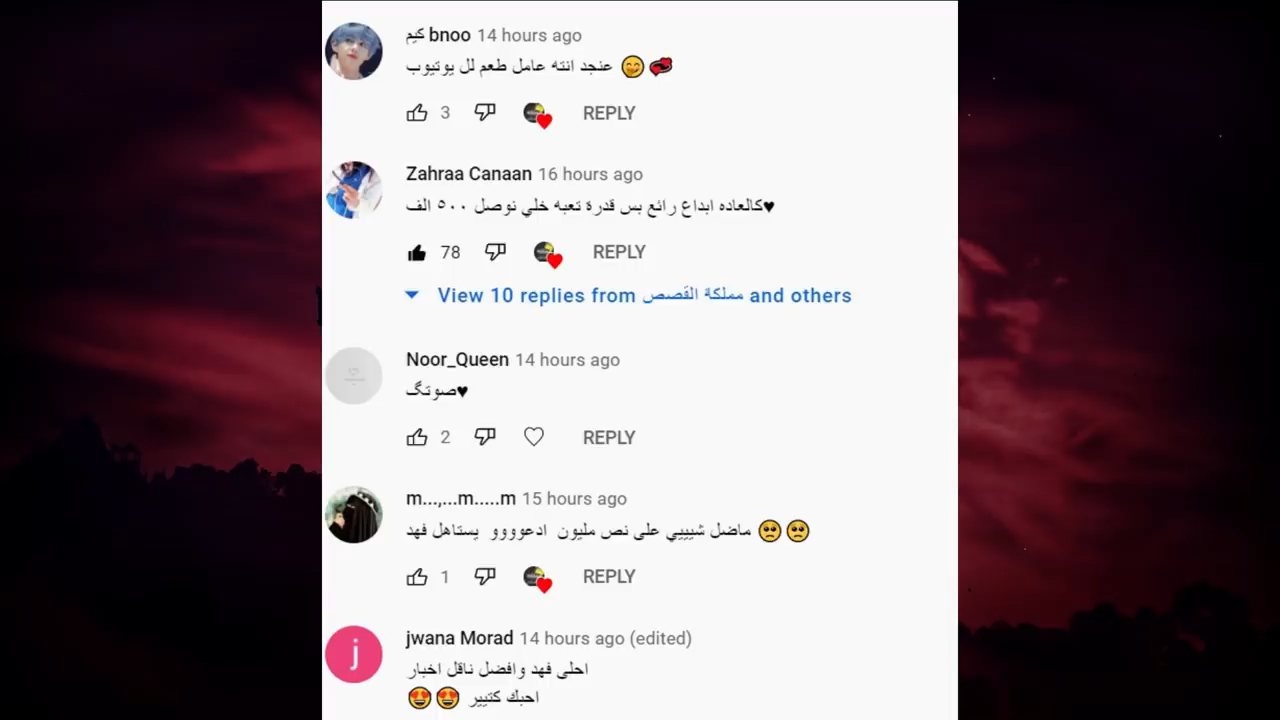 كيم bnoo 14 hours ago
عنجد انته عامل طعم لل يوتيوب 😋💞
3 REPLY
Zahraa Canaan 16 hours ago
كالعاده ابداع رائع بس قدرة تعبه خلي نوصل ٥٠٠ الف♥
78 REPLY
View 10 replies from مملكة القصص and others
Noor_Queen 14 hours ago
صوتگ♥
2 REPLY
m...,...m.....m 15 hours ago
ماضل شيييي على نص مليون ادعوووو يستاهل فهد 🥺🥺
1 REPLY
j
jwana Morad 14 hours ago (edited)
احلى فهد وافضل ناقل اخبار
احبك كتيير 😍😍